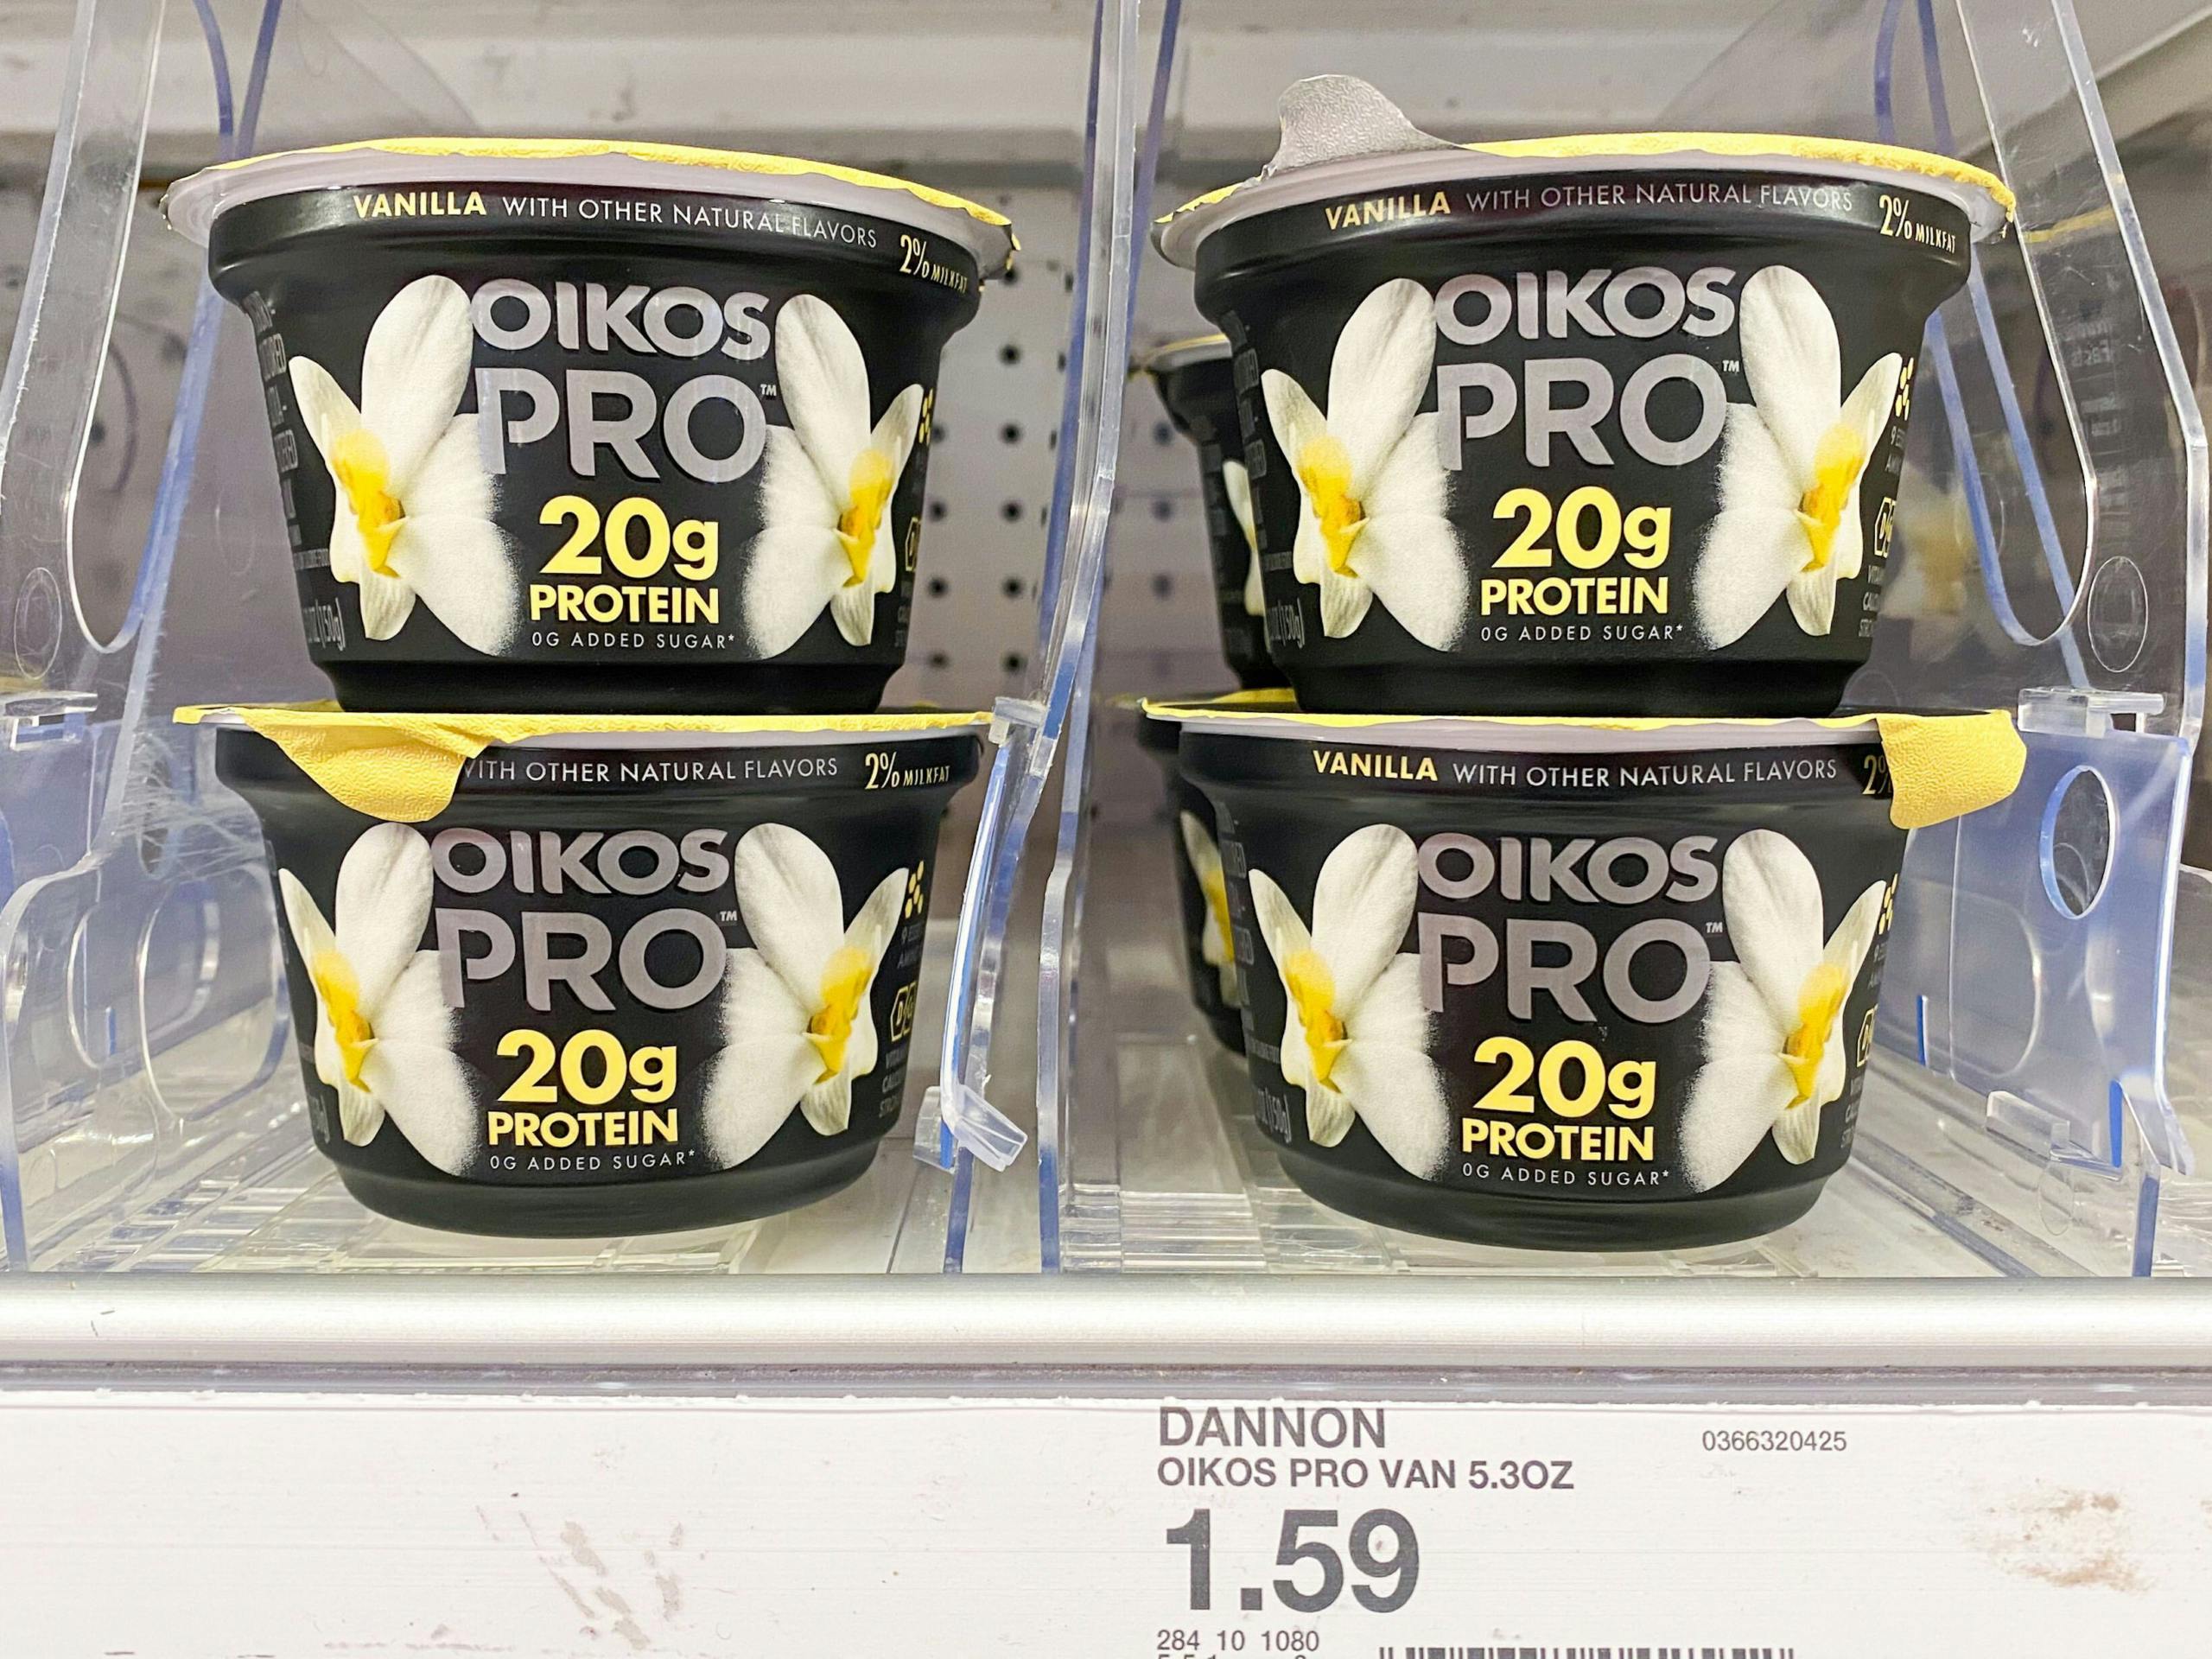 VANILLA WITH OTHER NATURAL FLAVORS 2% MILKFAT
OIKOS
PRO™
20g
PROTEIN
0G ADDED SUGAR*
VANILLA WITH OTHER NATURAL FLAVORS 2% MILKFAT
OIKOS
PRO™
20g
PROTEIN
0G ADDED SUGAR*
WITH OTHER NATURAL FLAVORS 2% MILKFAT
OIKOS
PRO™
20g
PROTEIN
0G ADDED SUGAR*
VANILLA WITH OTHER NATURAL FLAVORS 2%
OIKOS
PRO™
20g
PROTEIN
0G ADDED SUGAR*
DANNON 0366320425
OIKOS PRO VAN 5.3OZ
1.59
284 10 1080